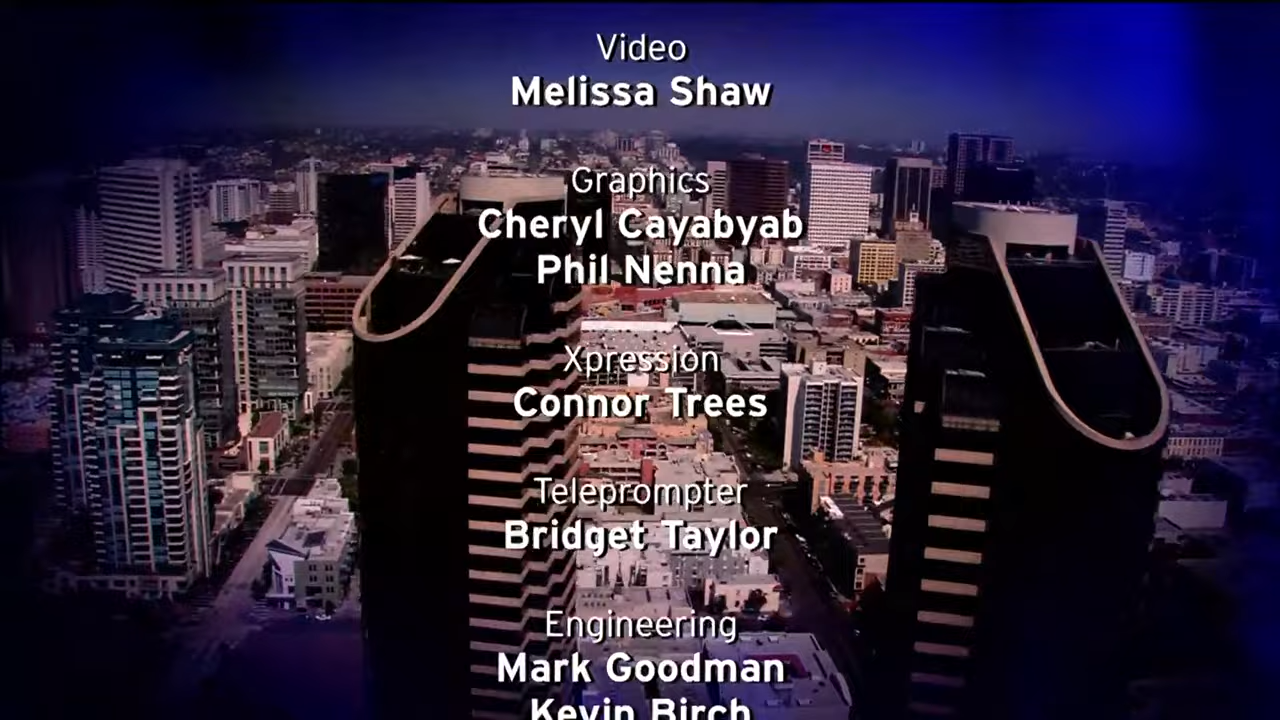 Video
Melissa Shaw
Graphics
Cheryl Cayabyab
Phil Nenna
Xpression
Connor Trees
Teleprompter
Bridget Taylor
Engineering
Mark Goodman
Kevin Birch